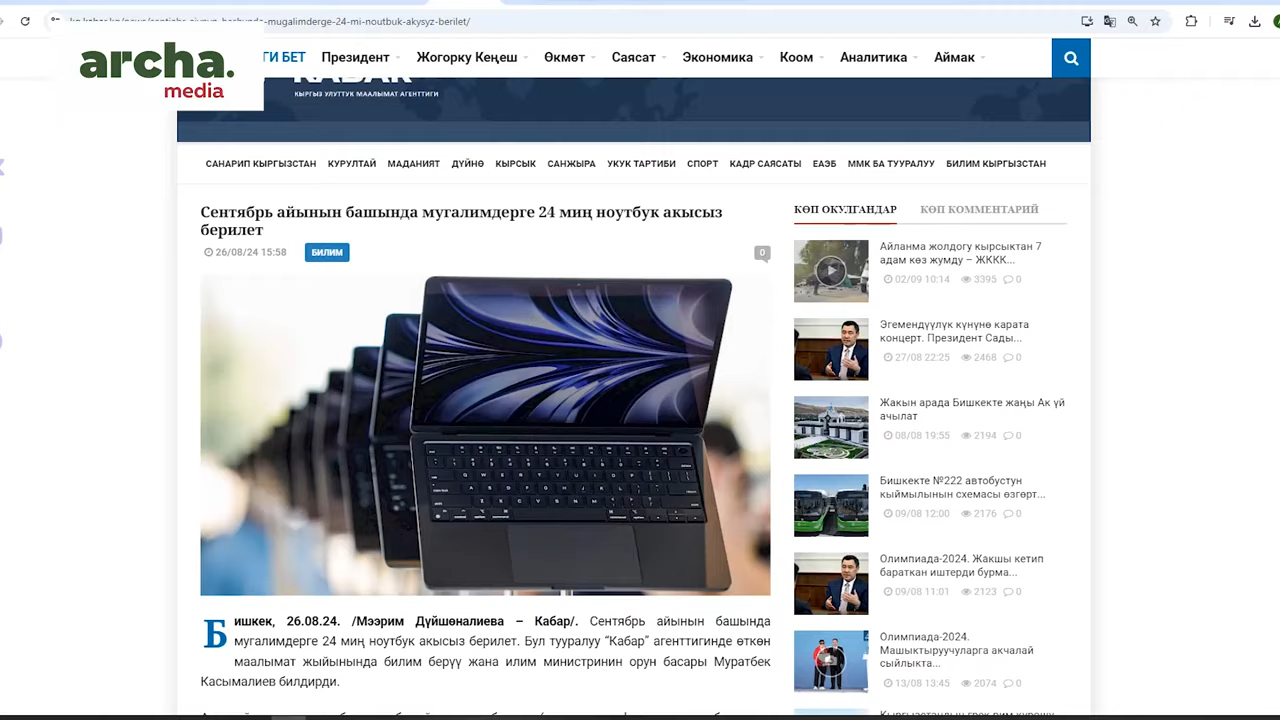 mugalimderge-24-mi-noutbuk-akysyz-berilet/
archa.
media
ГИ БЕТ Президент Жогорку Кеңеш Өкмөт Саясат Экономика Коом Аналитика Аймак
КЫРГЫЗ УЛУТТУК МААЛЫМАТ АГЕНТТИГИ
САНАРИП КЫРГЫЗСТАН КУРУЛТАЙ МАДАНИЯТ ДҮЙНӨ КЫРСЫК САНЖЫРА УКУК ТАРТИБИ СПОРТ КАДР САЯСАТЫ ЕАЭБ ММК БА ТУУРАЛУУ БИЛИМ КЫРГЫЗСТАН
Сентябрь айынын башында мугалимдерге 24 миң ноутбук акысыз
берилет
26/08/24 15:58 БИЛИМ 0
Бишкек, 26.08.24. /Мээрим Дүйшөналиева – Кабар/. Сентябрь айынын башында
мугалимдерге 24 миң ноутбук акысыз берилет. Бул тууралуу “Кабар” агенттигинде өткөн
маалымат жыйынында билим берүү жана илим министринин орун басары Муратбек
Касымалиев билдирди.
КӨП ОКУЛГАНДАР КӨП КОММЕНТАРИЙ
Айланма жолдогу кырсыктан 7
адам көз жумду – ЖККК...
02/09 10:14 3395 0
Эгемендүүлүк күнүнө карата
концерт. Президент Сады...
27/08 22:25 2468 0
Жакын арада Бишкекте жаңы Ак үй
ачылат
08/08 19:55 2194 0
Бишкекте №222 автобустун
кыймылынын схемасы өзгөрт...
09/08 12:00 2176 0
Олимпиада-2024. Жакшы кетип
бараткан иштерди бурма...
09/08 11:01 2123 0
Олимпиада-2024.
Машыктыруучуларга акчалай
сыйлыкта...
13/08 13:45 2074 0